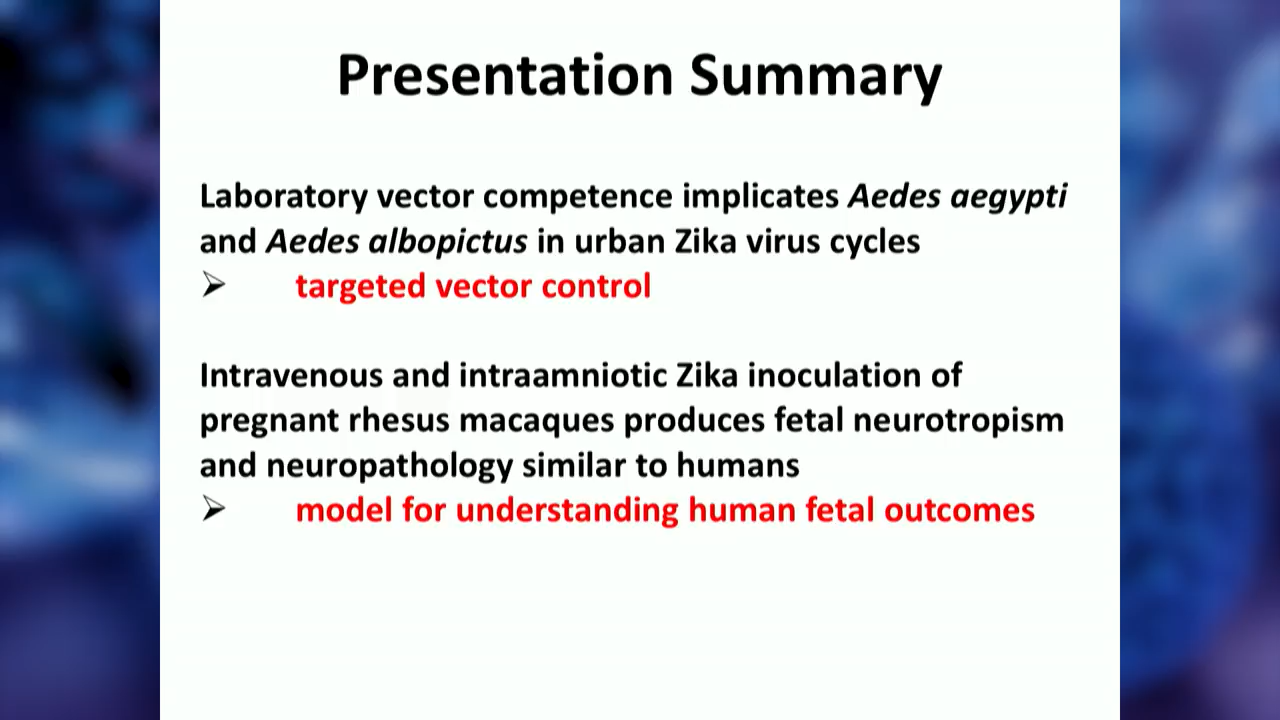 Presentation Summary
Laboratory vector competence implicates Aedes aegypti
and Aedes albopictus in urban Zika virus cycles
➢ targeted vector control
Intravenous and intraamniotic Zika inoculation of
pregnant rhesus macaques produces fetal neurotropism
and neuropathology similar to humans
➢ model for understanding human fetal outcomes